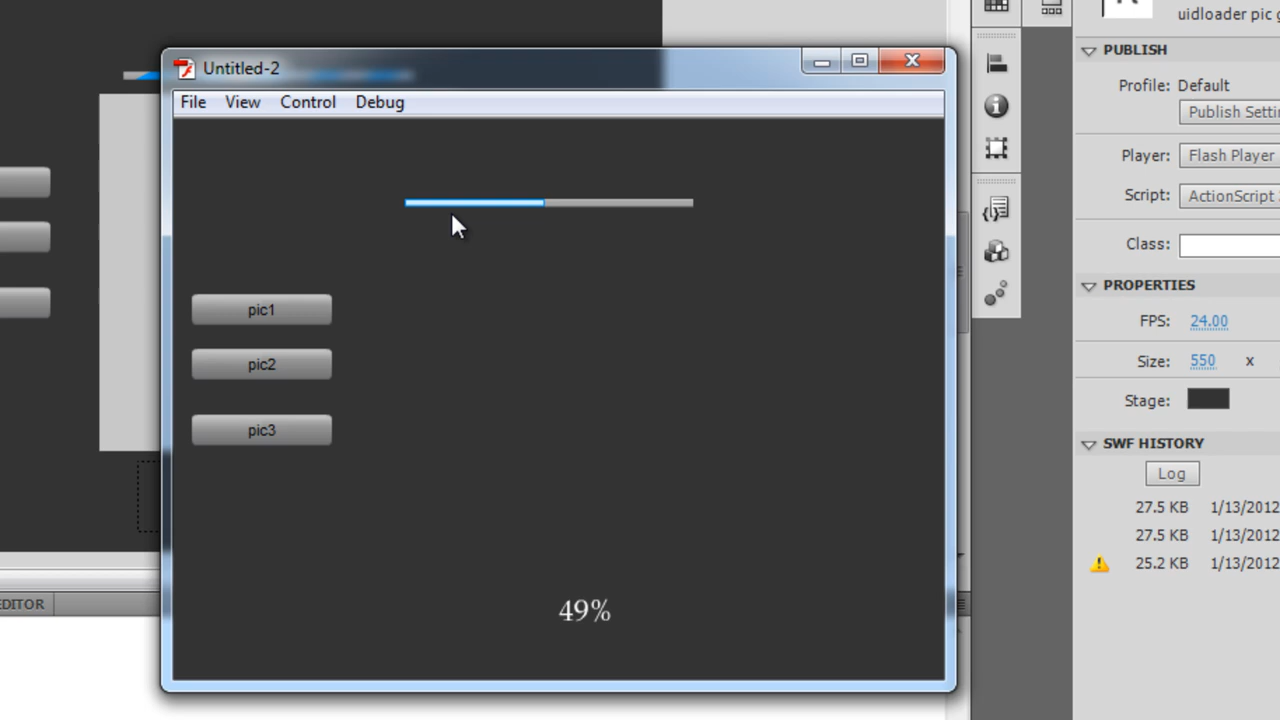 Untitled-2
File View Control Debug
pic1
pic2
pic3
49%
EDITOR
uidloader pic
PUBLISH
Profile: Default
Publish
Player: Flash Player
Script: ActionScript
Class:
PROPERTIES
FPS: 24.00
Size: 550 x
Stage:
SWF HISTORY
Log
27.5 KB 1/13/2012
27.5 KB 1/13/2012
25.2 KB 1/13/2012